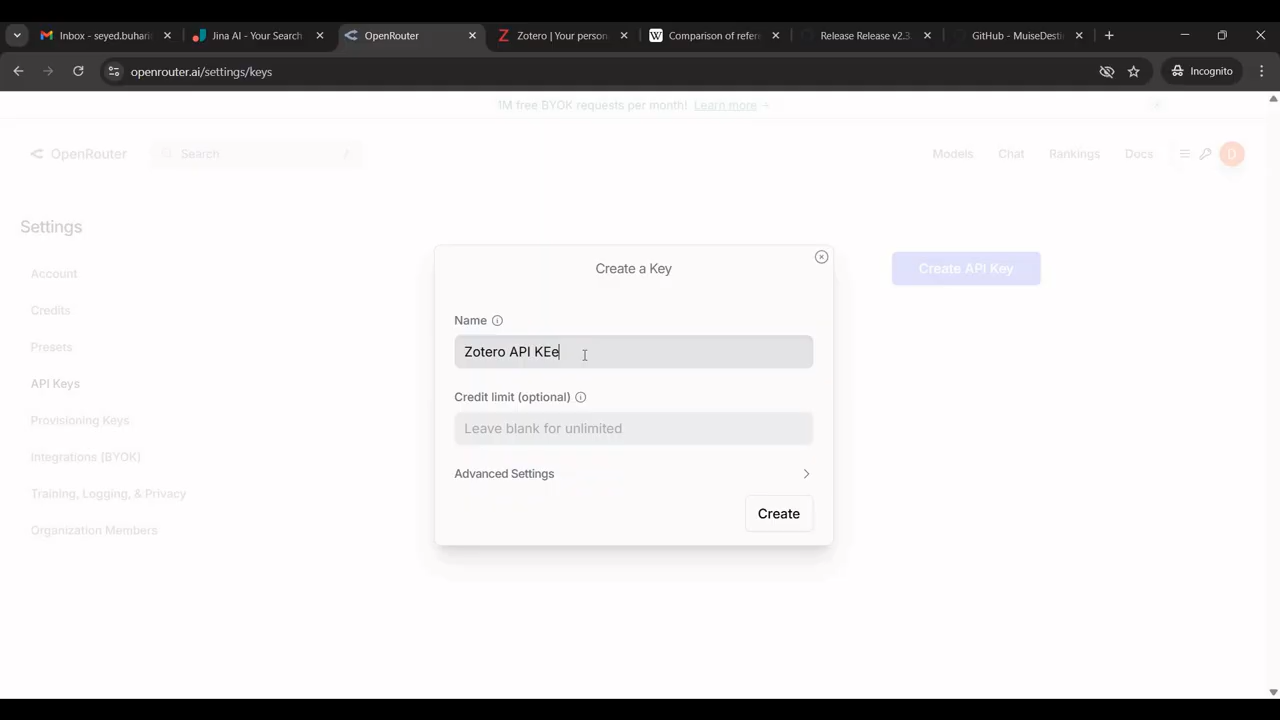 Inbox - seyed.buhari
Jina AI - Your Search
OpenRouter
Zotero | Your person
Comparison of refere
Release Release v2.3.
GitHub - MuiseDesti
openrouter.ai/settings/keys
Incognito
1M free BYOK requests per month! Learn more →
OpenRouter
Search
/
Models
Chat
Rankings
Docs
D
Settings
Account
Credits
Presets
API Keys
Provisioning Keys
Integrations (BYOK)
Training, Logging, & Privacy
Organization Members
Create API Key
Create a Key
Name
Zotero API KEe
Credit limit (optional)
Leave blank for unlimited
Advanced Settings
Create